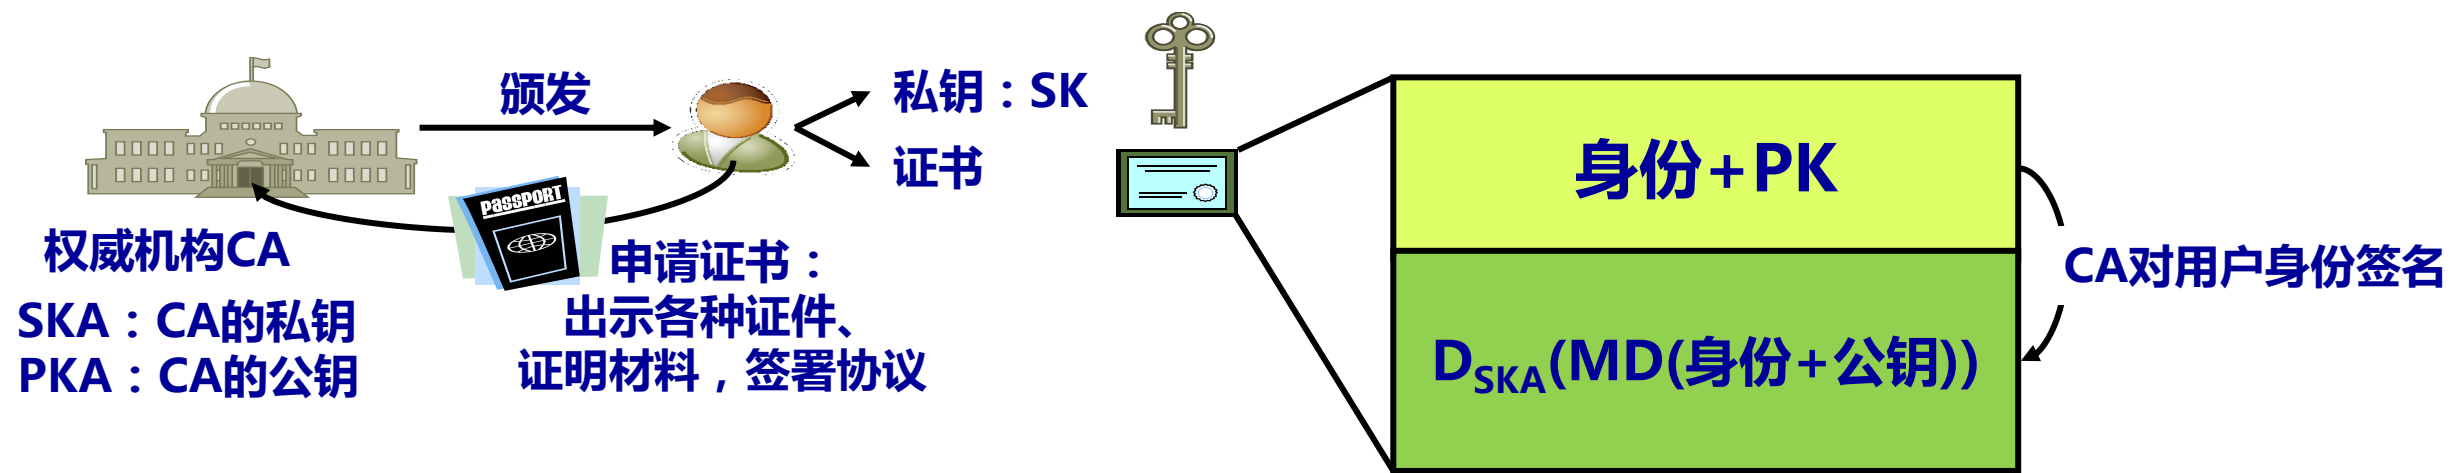 颁发
私钥：SK
证书
PASSPORT
权威机构CA
SKA：CA的私钥
PKA：CA的公钥
申请证书：
出示各种证件、
证明材料，签署协议
身份+PK
D_SKA(MD(身份+公钥))
CA对用户身份签名